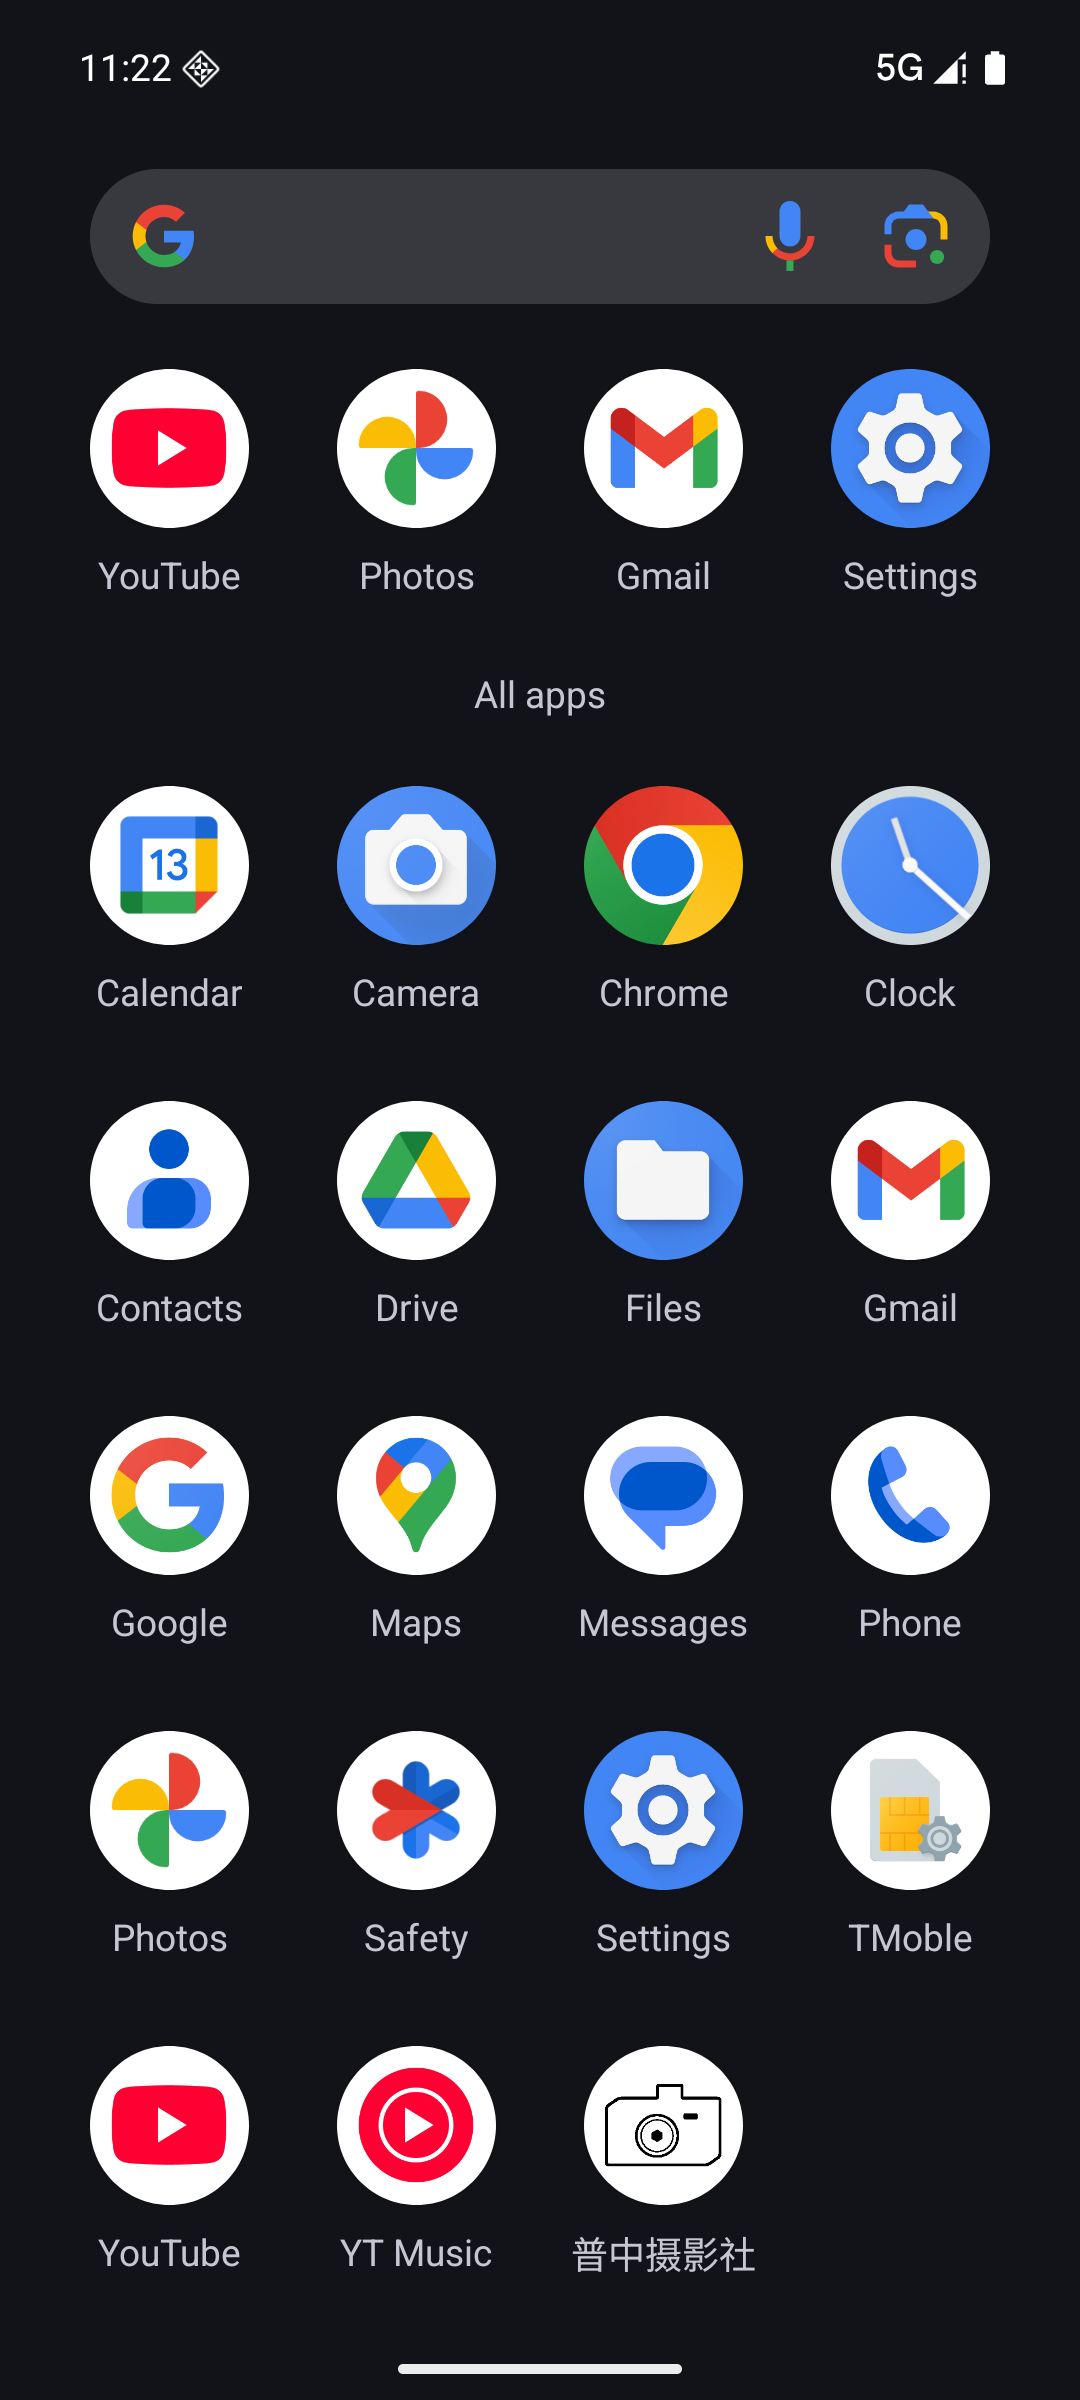 11:22 5G
YouTube Photos Gmail Settings
All apps
13
Calendar Camera Chrome Clock
Contacts Drive Files Gmail
Google Maps Messages Phone
Photos Safety Settings TMoble
YouTube YT Music 普中摄影社